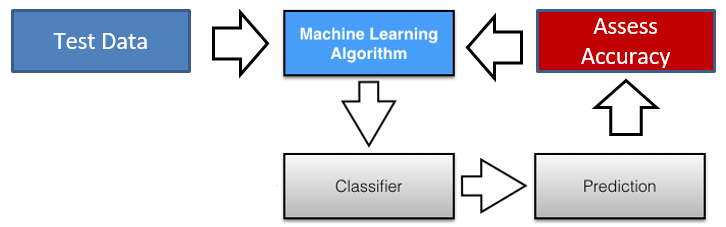 Test Data
Machine Learning
Algorithm
Assess
Accuracy
Classifier
Prediction